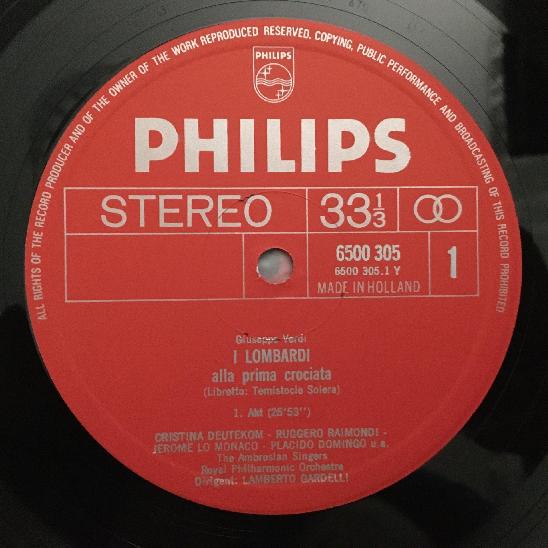 ALL RIGHTS OF THE RECORD PRODUCER AND OF THE OWNER OF THE WORK REPRODUCED RESERVED. COPYING, PUBLIC PERFORMANCE AND BROADCASTING OF THIS RECORD PROHIBITED
PHILIPS
PHILIPS
STEREO 33 1/3
6500 305
6500 305.1 Y
MADE IN HOLLAND
1
Giuseppe Verdi
I LOMBARDI
alla prima crociata
(Libretto: Temistocle Solera)
1. Akt (26'53'')
CRISTINA DEUTEKOM - RUGGERO RAIMONDI -
JEROME LO MONACO - PLACIDO DOMINGO u.a.
The Ambrosian Singers
Royal Philharmonic Orchestra
Dirigent: LAMBERTO GARDELLI